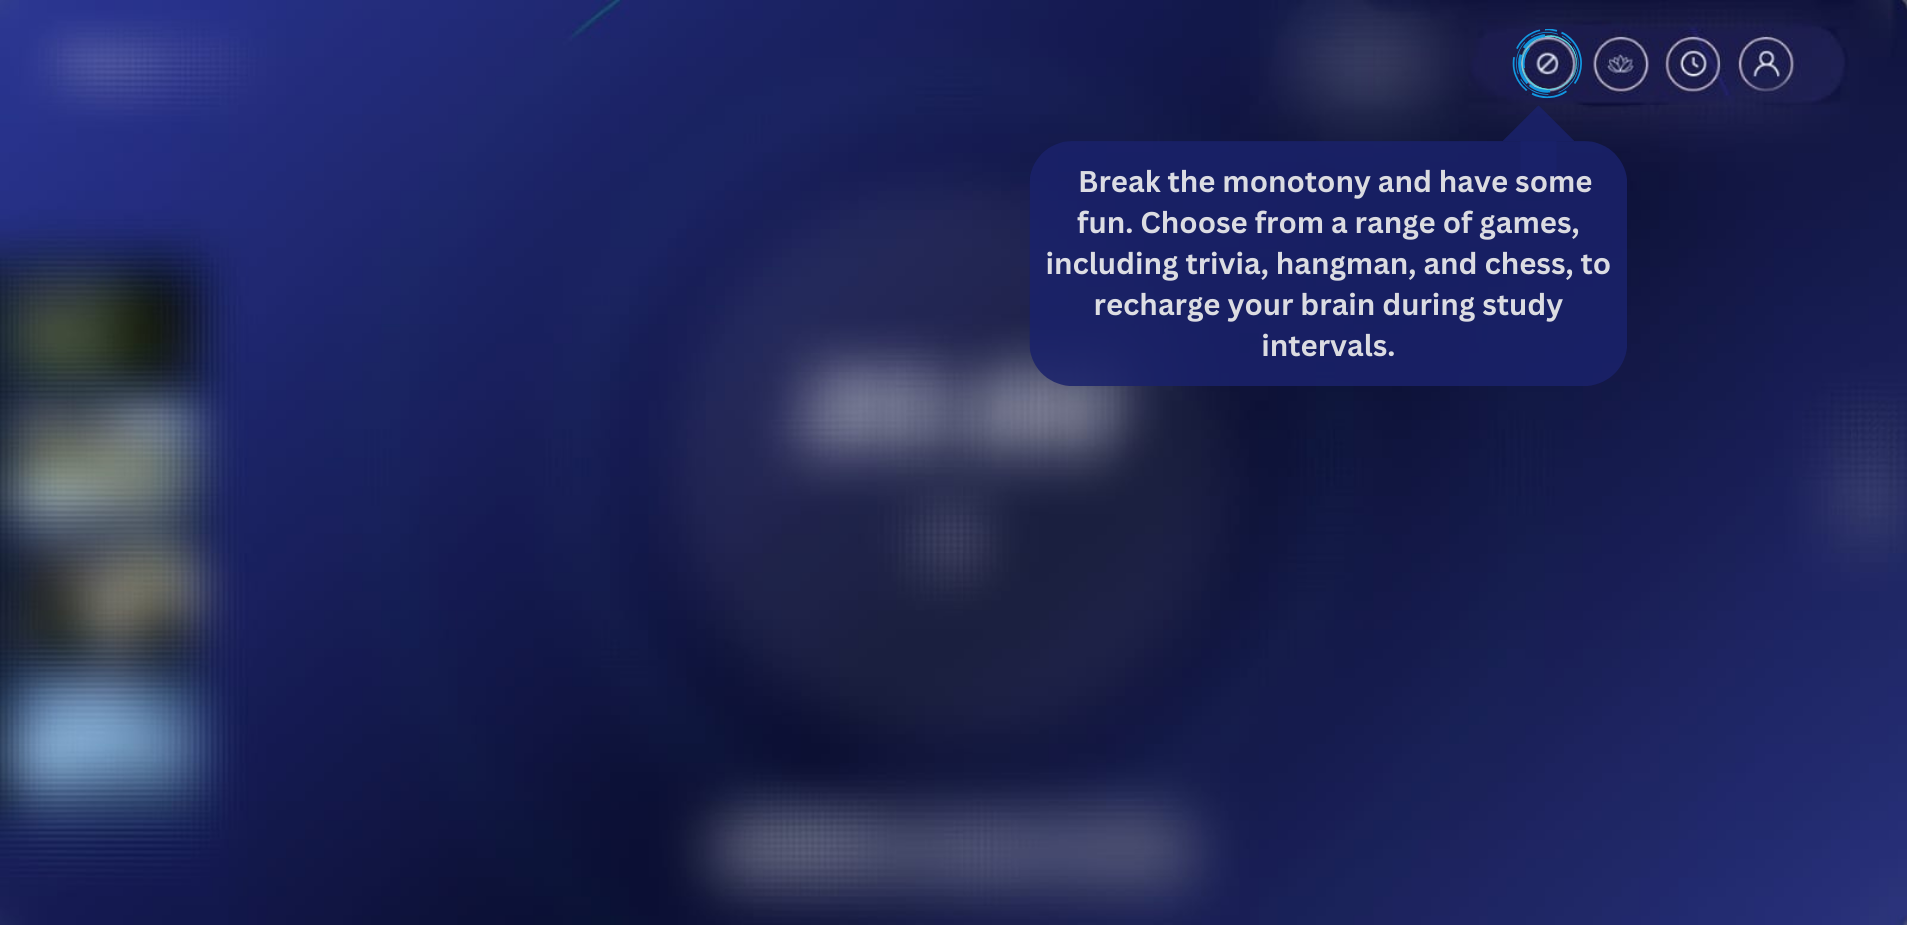 Break the monotony and have some
fun. Choose from a range of games,
including trivia, hangman, and chess, to
recharge your brain during study
intervals.